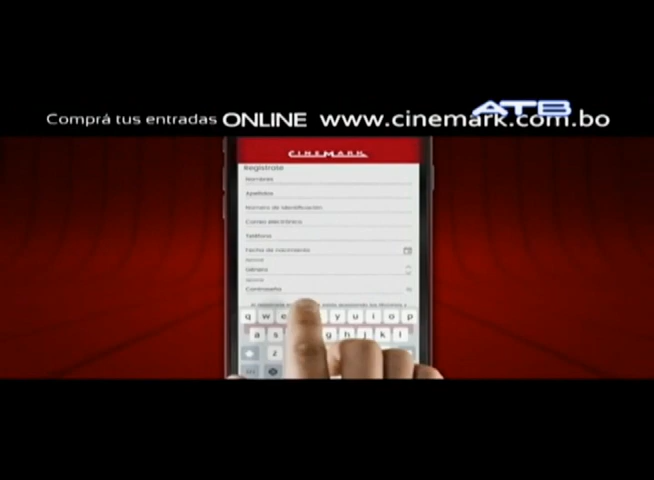 ATB
Comprá tus entradas ONLINE www.cinemark.com.bo
CINEMARK
Regístrate
Nombres
Apellidos
Número de Identificación
Correo electrónico
Teléfono
Fecha de nacimiento
Género
Contraseña
q w e y u i o p
a s g h j k l
z